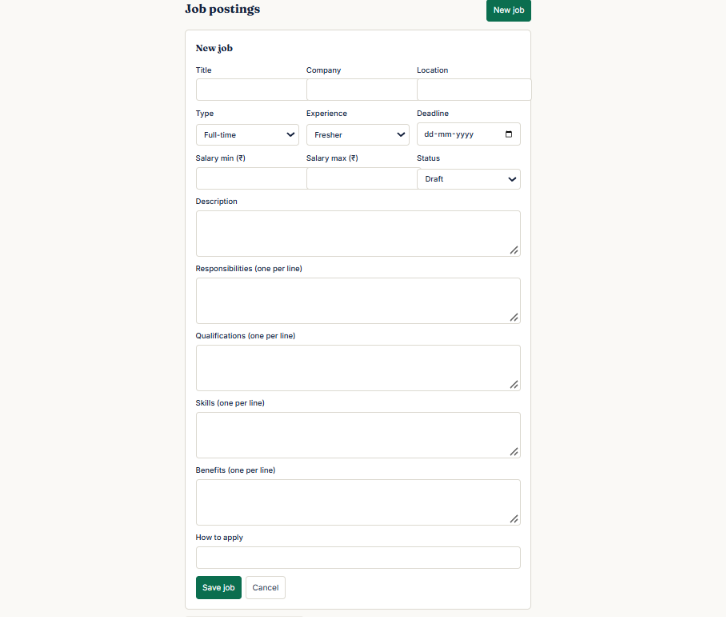 Job postings
New job
New job
Title Company Location
Type Experience Deadline
Full-time Fresher dd-mm-yyyy
Salary min (₹) Salary max (₹) Status
Draft
Description
Responsibilities (one per line)
Qualifications (one per line)
Skills (one per line)
Benefits (one per line)
How to apply
Save job Cancel